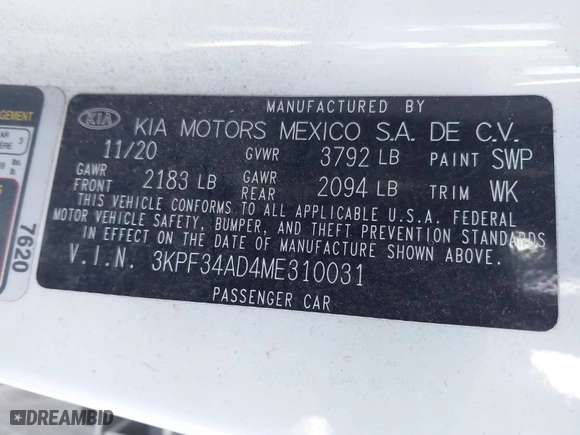 MANUFACTURED BY
KIA KIA MOTORS MEXICO S.A. DE C.V.
11/20 GVWR 3792 LB PAINT SWP
GAWR FRONT 2183 LB GAWR REAR 2094 LB TRIM WK
THIS VEHICLE CONFORMS TO ALL APPLICABLE U.S.A. FEDERAL
MOTOR VEHICLE SAFETY, BUMPER, AND THEFT PREVENTION STANDARDS
IN EFFECT ON THE DATE OF MANUFACTURE SHOWN ABOVE.
V.I.N. 3KPF34AD4ME310031
PASSENGER CAR
7620
DREAMBID